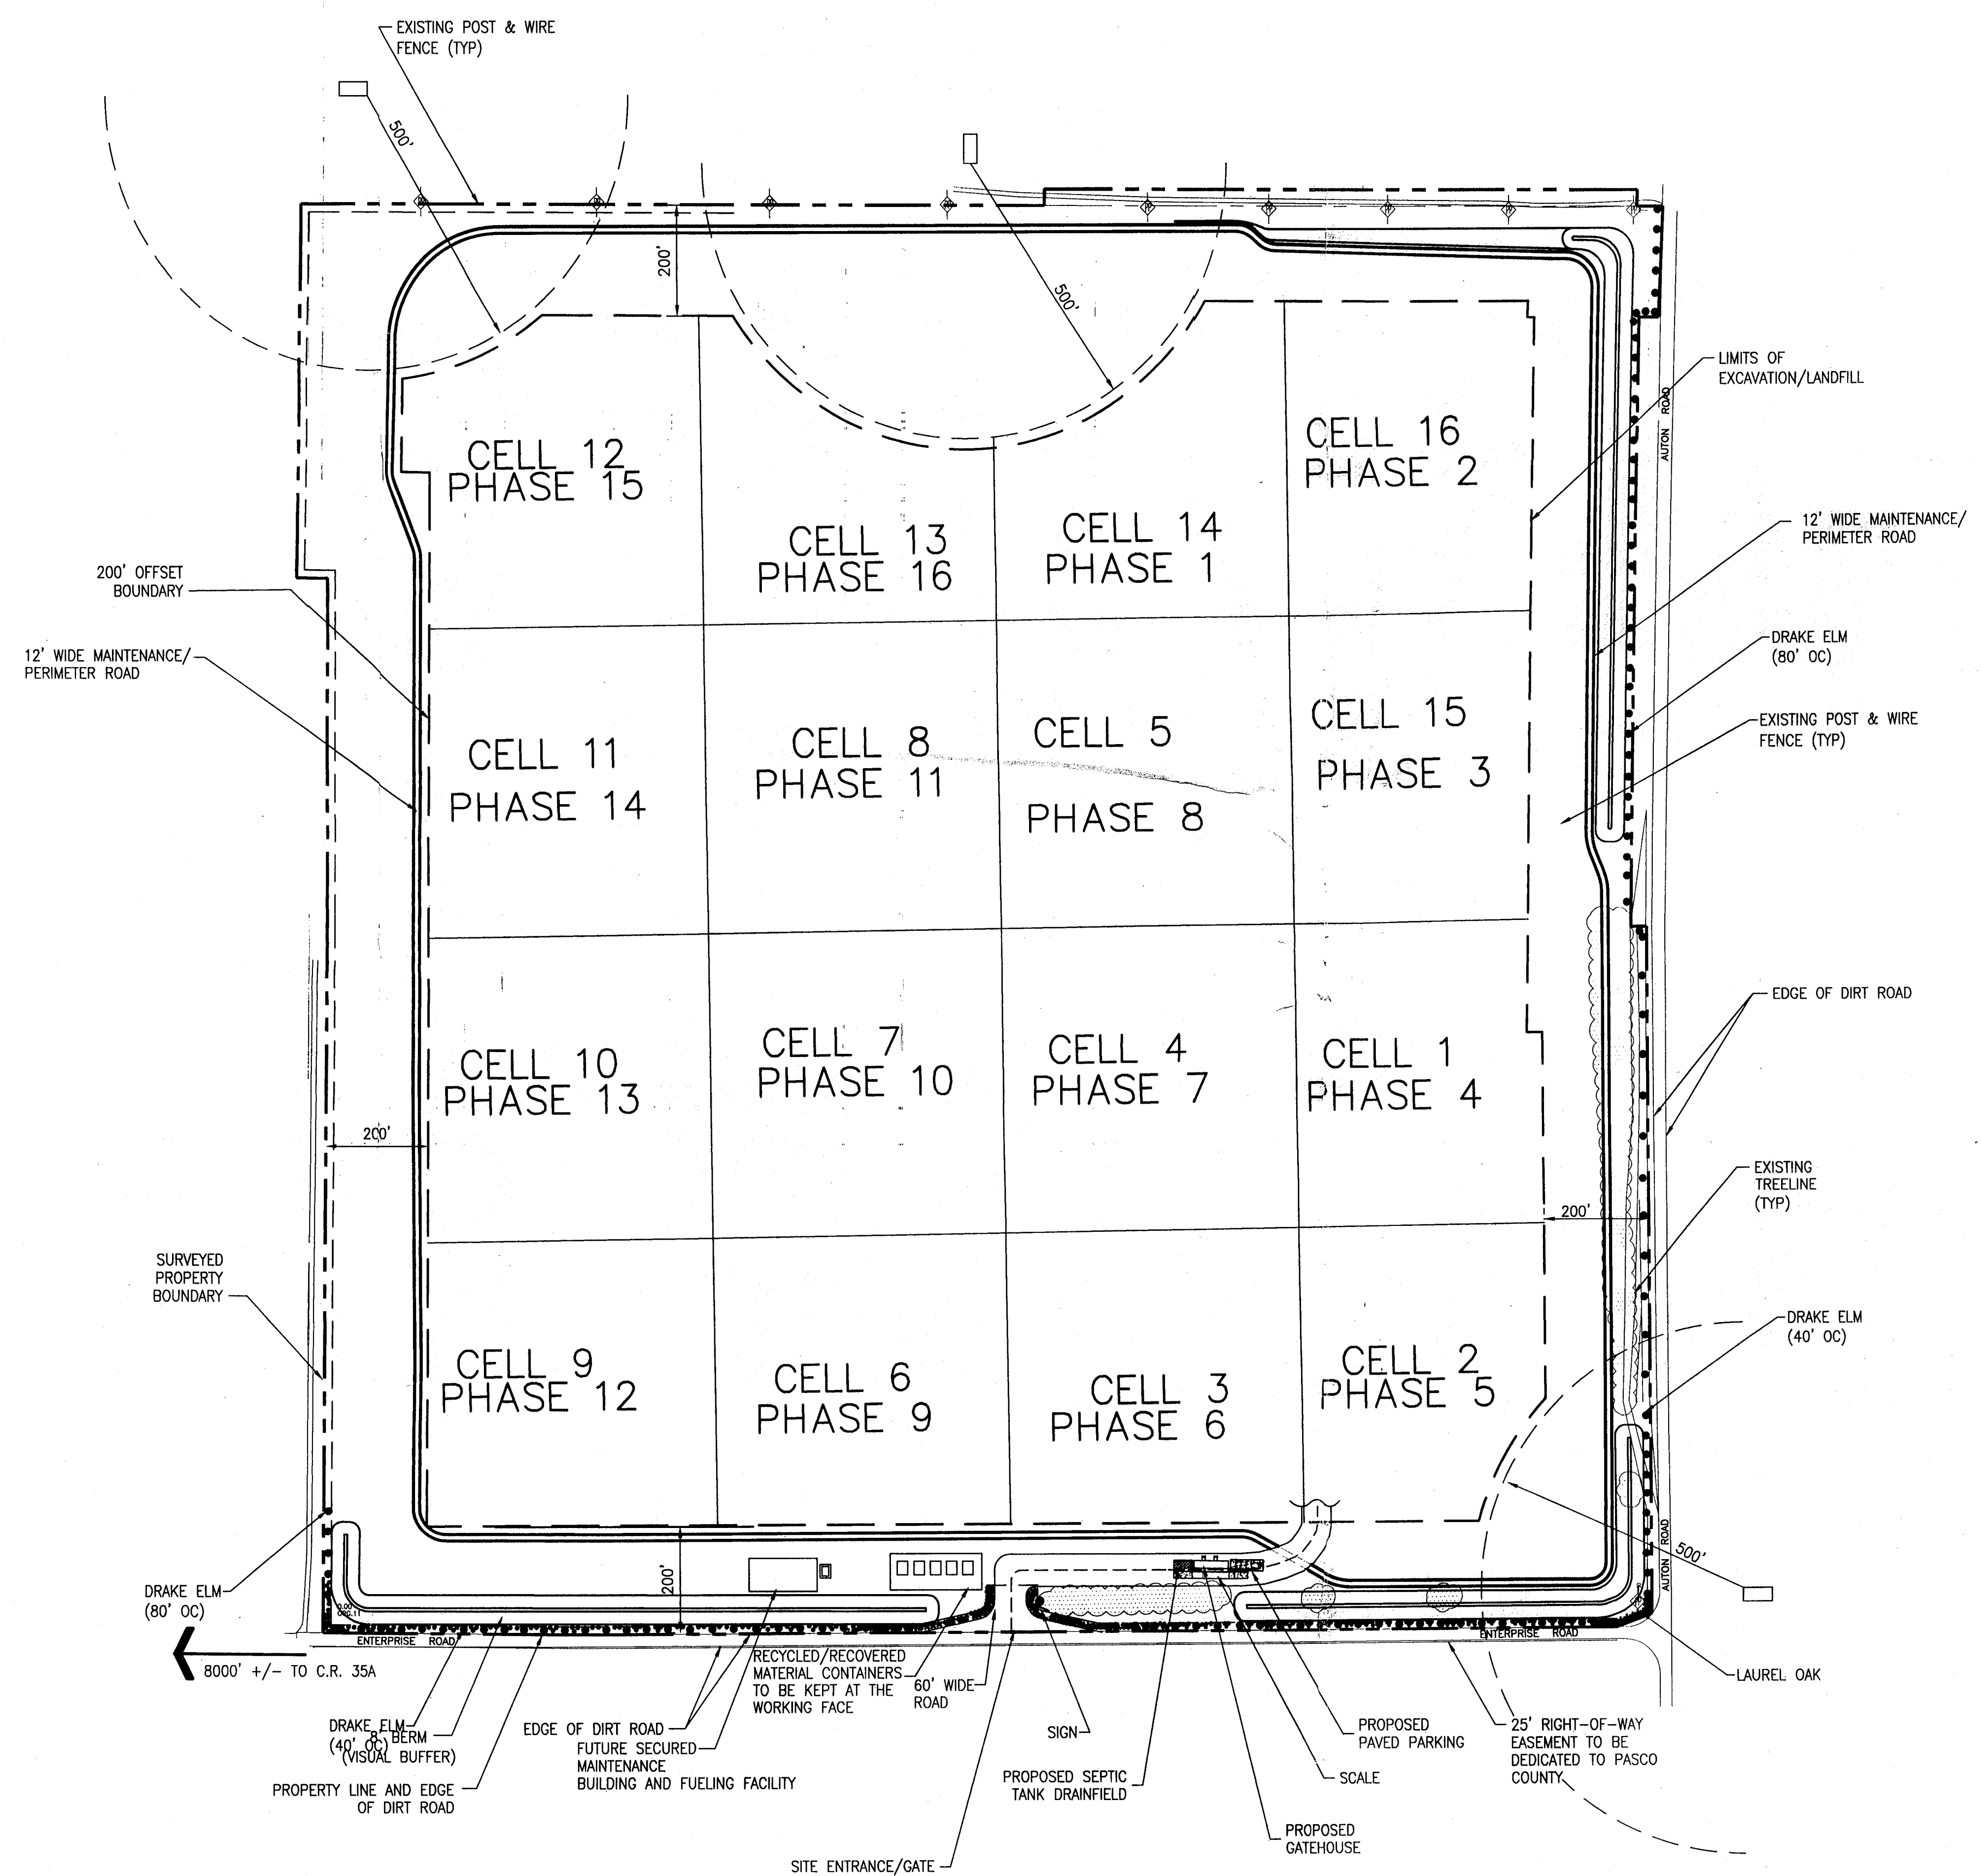 EXISTING POST & WIRE
FENCE (TYP)
500'
200'
500'
LIMITS OF
EXCAVATION/LANDFILL
AUTON ROAD
CELL 12
PHASE 15
CELL 13
PHASE 16
CELL 14
PHASE 1
CELL 16
PHASE 2
12' WIDE MAINTENANCE/
PERIMETER ROAD
200' OFFSET
BOUNDARY
12' WIDE MAINTENANCE/
PERIMETER ROAD
DRAKE ELM
(80' OC)
EXISTING POST & WIRE
FENCE (TYP)
CELL 11
PHASE 14
CELL 8
PHASE 11
CELL 5
PHASE 8
CELL 15
PHASE 3
EDGE OF DIRT ROAD
CELL 10
PHASE 13
CELL 7
PHASE 10
CELL 4
PHASE 7
CELL 1
PHASE 4
200'
EXISTING
TREELINE
(TYP)
200'
SURVEYED
PROPERTY
BOUNDARY
DRAKE ELM
(40' OC)
CELL 9
PHASE 12
CELL 6
PHASE 9
CELL 3
PHASE 6
CELL 2
PHASE 5
AUTON ROAD
500'
200'
DRAKE ELM
(80' OC)
ENTERPRISE ROAD
ENTERPRISE ROAD
8000' +/- TO C.R. 35A
RECYCLED/RECOVERED
MATERIAL CONTAINERS
TO BE KEPT AT THE
WORKING FACE
60' WIDE
ROAD
LAUREL OAK
DRAKE ELM
(40' OC)
8' BERM
(VISUAL BUFFER)
EDGE OF DIRT ROAD
FUTURE SECURED
MAINTENANCE
BUILDING AND FUELING FACILITY
SIGN
PROPOSED
PAVED PARKING
25' RIGHT-OF-WAY
EASEMENT TO BE
DEDICATED TO PASCO
COUNTY
PROPERTY LINE AND EDGE
OF DIRT ROAD
PROPOSED SEPTIC
TANK DRAINFIELD
SCALE
PROPOSED
GATEHOUSE
SITE ENTRANCE/GATE